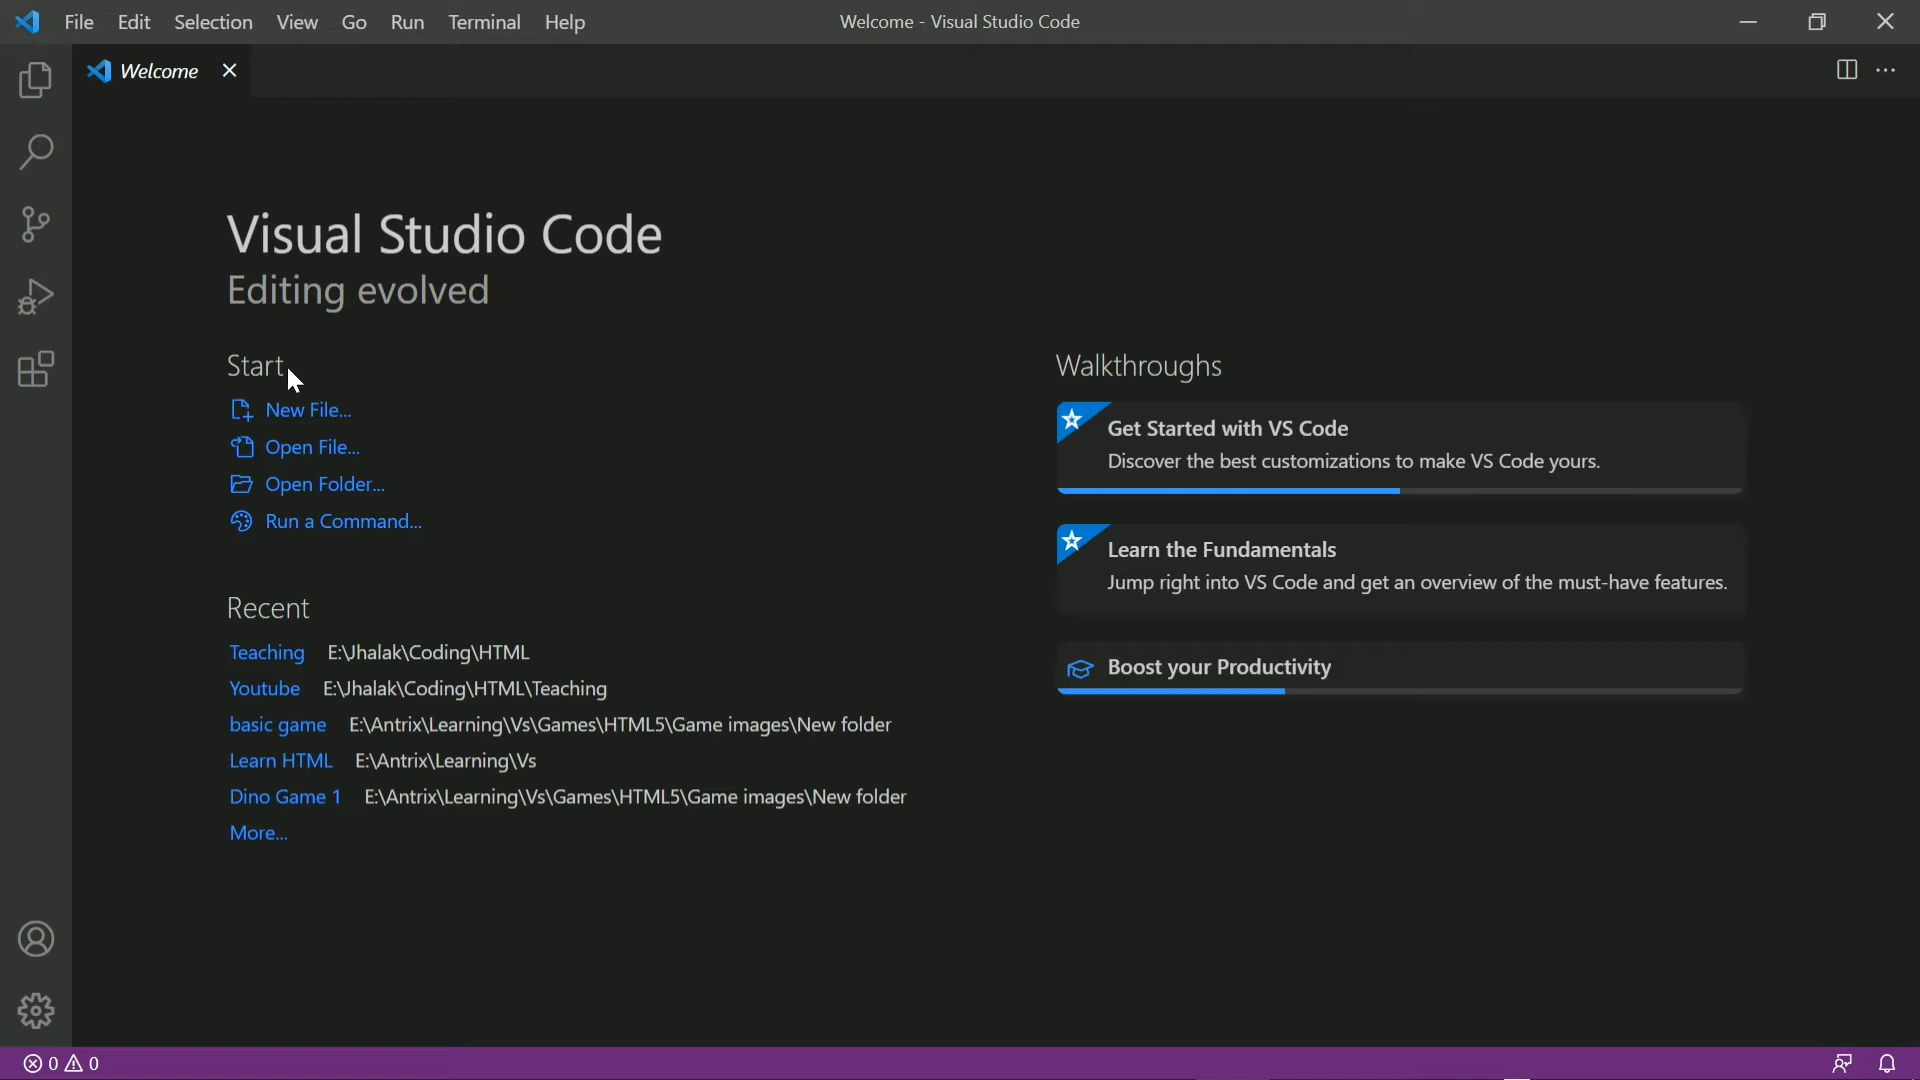 File Edit Selection View Go Run Terminal Help
Welcome - Visual Studio Code
Welcome
Visual Studio Code
Editing evolved
Start
New File...
Open File...
Open Folder...
Run a Command...
Recent
Teaching E:\Jhalak\Coding\HTML
Youtube E:\Jhalak\Coding\HTML\Teaching
basic game E:\Antrix\Learning\Vs\Games\HTML5\Game images\New folder
Learn HTML E:\Antrix\Learning\Vs
Dino Game 1 E:\Antrix\Learning\Vs\Games\HTML5\Game images\New folder
More...
Walkthroughs
Get Started with VS Code
Discover the best customizations to make VS Code yours.
Learn the Fundamentals
Jump right into VS Code and get an overview of the must-have features.
Boost your Productivity
0 0